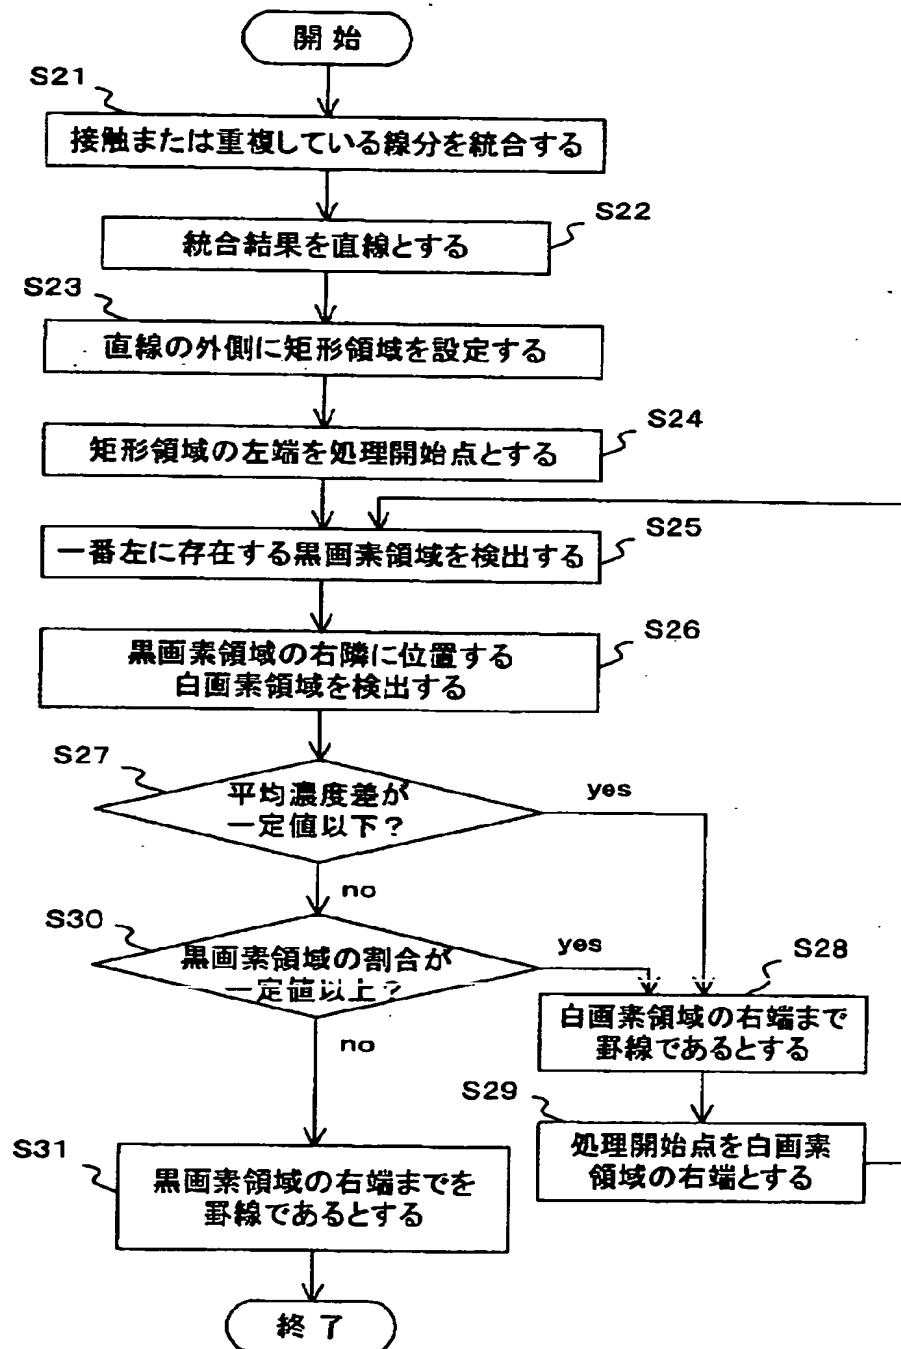 開始
S21
接触または重複している線分を統合する
S22
統合結果を直線とする
S23
直線の外側に矩形領域を設定する
S24
矩形領域の左端を処理開始点とする
S25
一番左に存在する黒画素領域を検出する
S26
黒画素領域の右隣に位置する
白画素領域を検出する
S27
平均濃度差が
一定値以下?
yes
no
S30
黒画素領域の割合が
一定値以上?
yes
no
S28
白画素領域の右端まで
罫線であるとする
S29
処理開始点を白画素
領域の右端とする
S31
黒画素領域の右端までを
罫線であるとする
終了